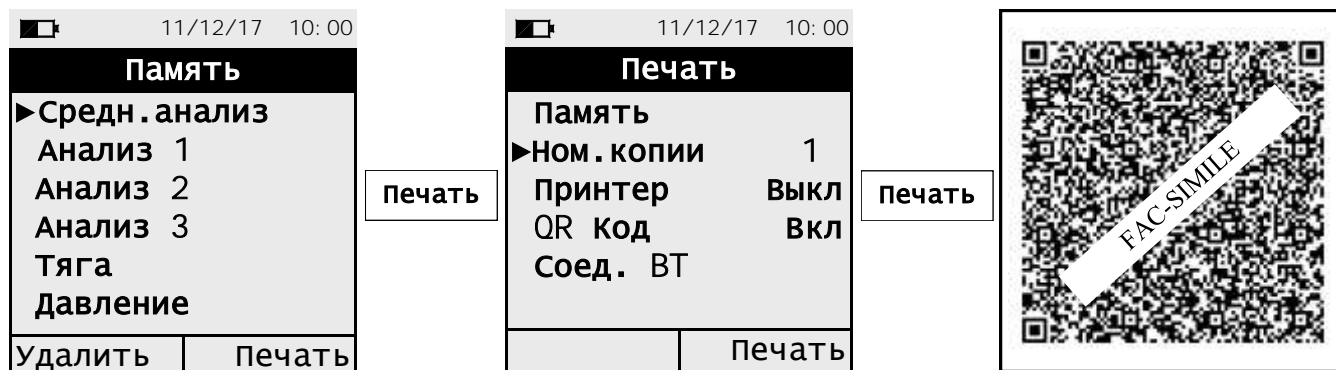 11/12/17 10:00
Память
►Средн.анализ
Анализ 1
Анализ 2
Анализ 3
Тяга
Давление
Удалить Печать
Печать
11/12/17 10:00
Печать
Память
►Ном.копии 1
Принтер Выкл
QR Код Вкл
Соед. BT
Печать
Печать
FAC-SIMILE